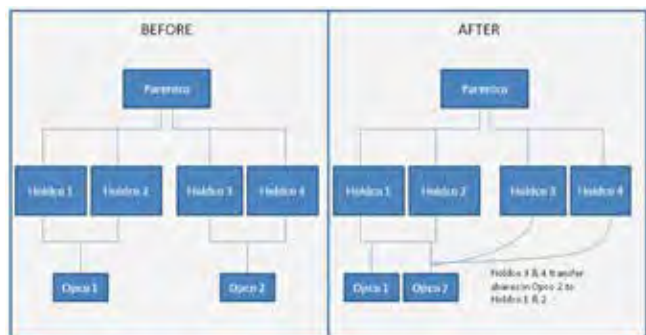 BEFORE
AFTER
Parentco
Parentco
Holdco 1 Holdco 2 Holdco 3 Holdco 4
Holdco 1 Holdco 2 Holdco 3 Holdco 4
Opco 1 Opco 2
Opco 1 Opco 2
Holdco 3 & 4 transfer
shares in Opco 2 to
Holdco 1 & 2